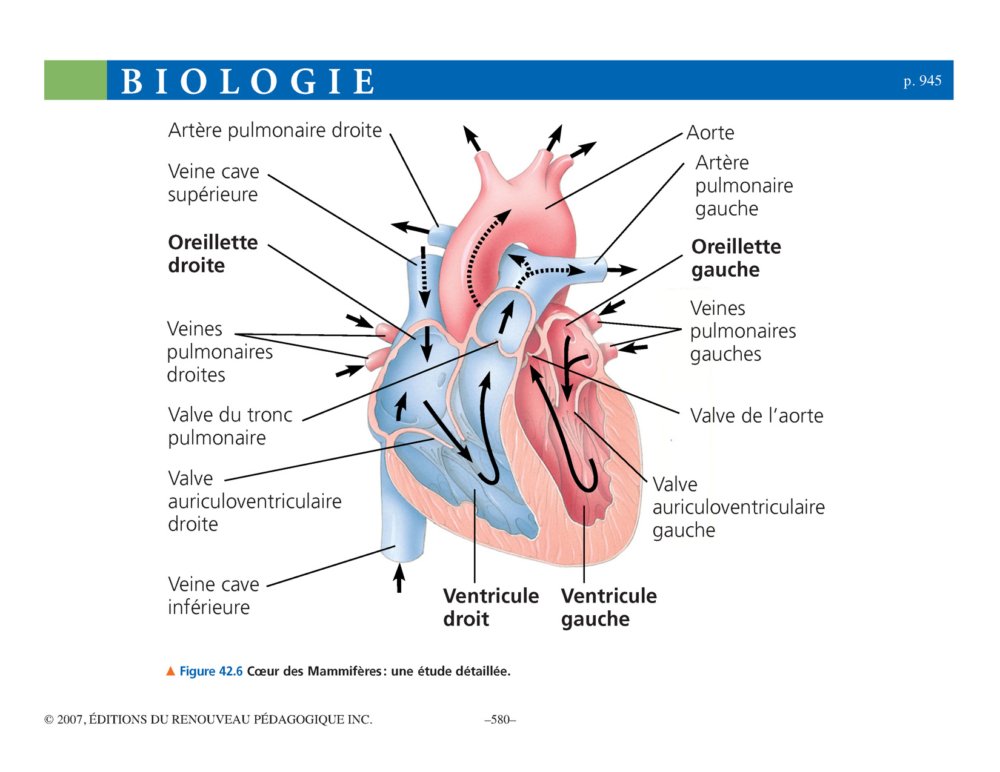 BIOLOGIE
p. 945
Artère pulmonaire droite
Veine cave
supérieure
Oreillette
droite
Veines
pulmonaires
droites
Valve du tronc
pulmonaire
Valve
auriculoventriculaire
droite
Veine cave
inférieure
Aorte
Artère
pulmonaire
gauche
Oreillette
gauche
Veines
pulmonaires
gauches
Valve de l’aorte
Valve
auriculoventriculaire
gauche
Ventricule
droit
Ventricule
gauche
▲ Figure 42.6 Cœur des Mammifères : une étude détaillée.
© 2007, ÉDITIONS DU RENOUVEAU PÉDAGOGIQUE INC.
–580–